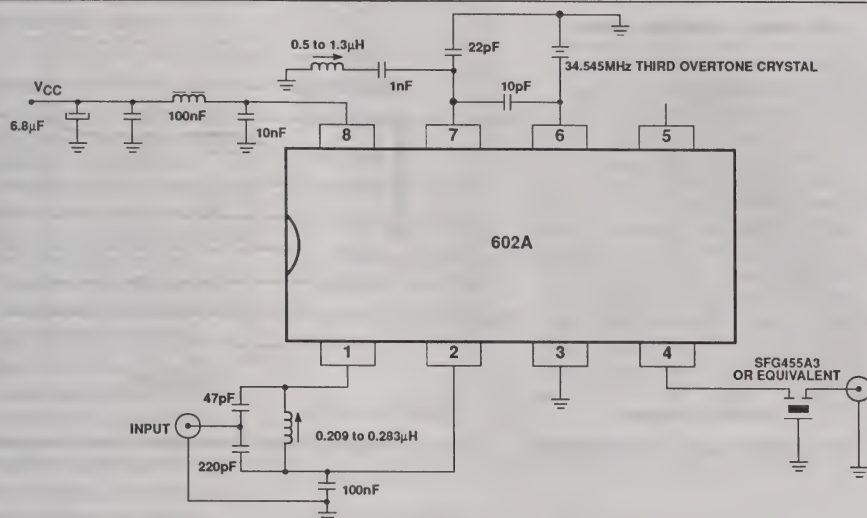 0.5 to 1.3µH
22pF
34.545MHz THIRD OVERTONE CRYSTAL
VCC
1nF
10pF
6.8µF
100nF
10nF
8
7
6
5
602A
1
2
3
4
SFG455A3
OR EQUIVALENT
47pF
INPUT
0.209 to 0.283µH
220pF
100nF